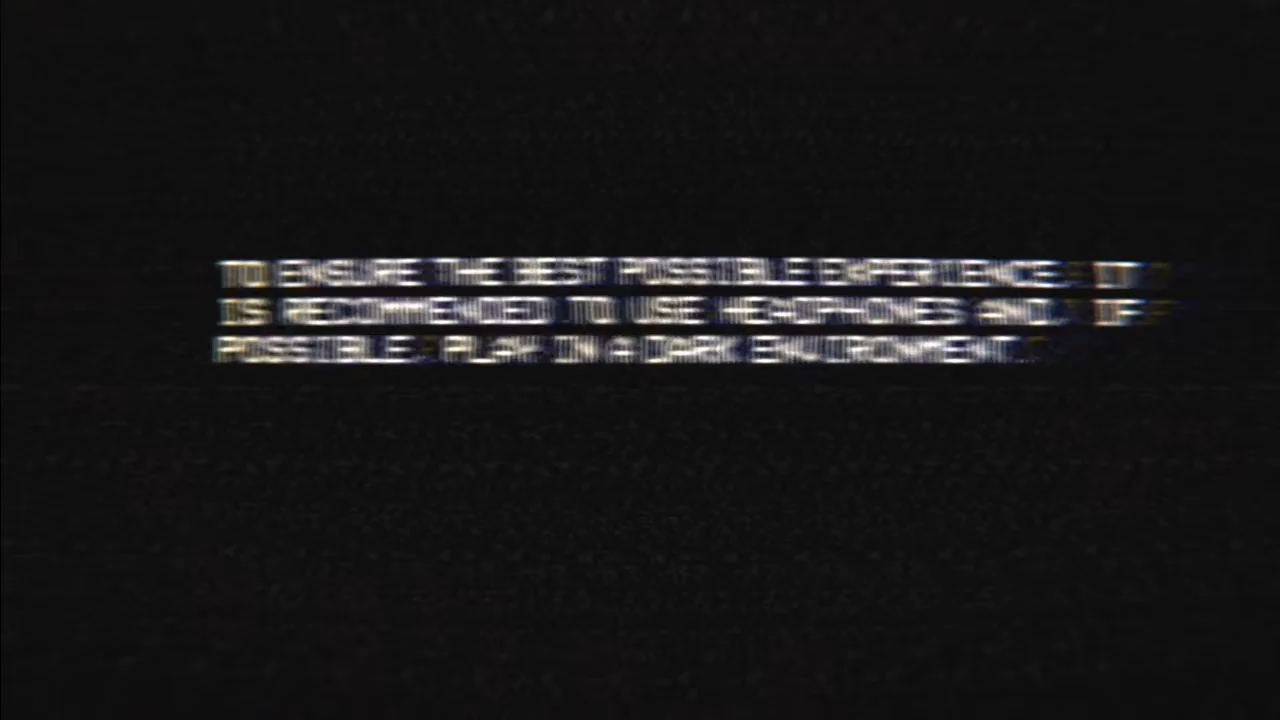 TO ENSURE THE BEST POSSIBLE EXPERIENCE, IT
IS RECOMMENDED TO USE HEADPHONES AND, IF
POSSIBLE, PLAY IN A DARK ENVIRONMENT.